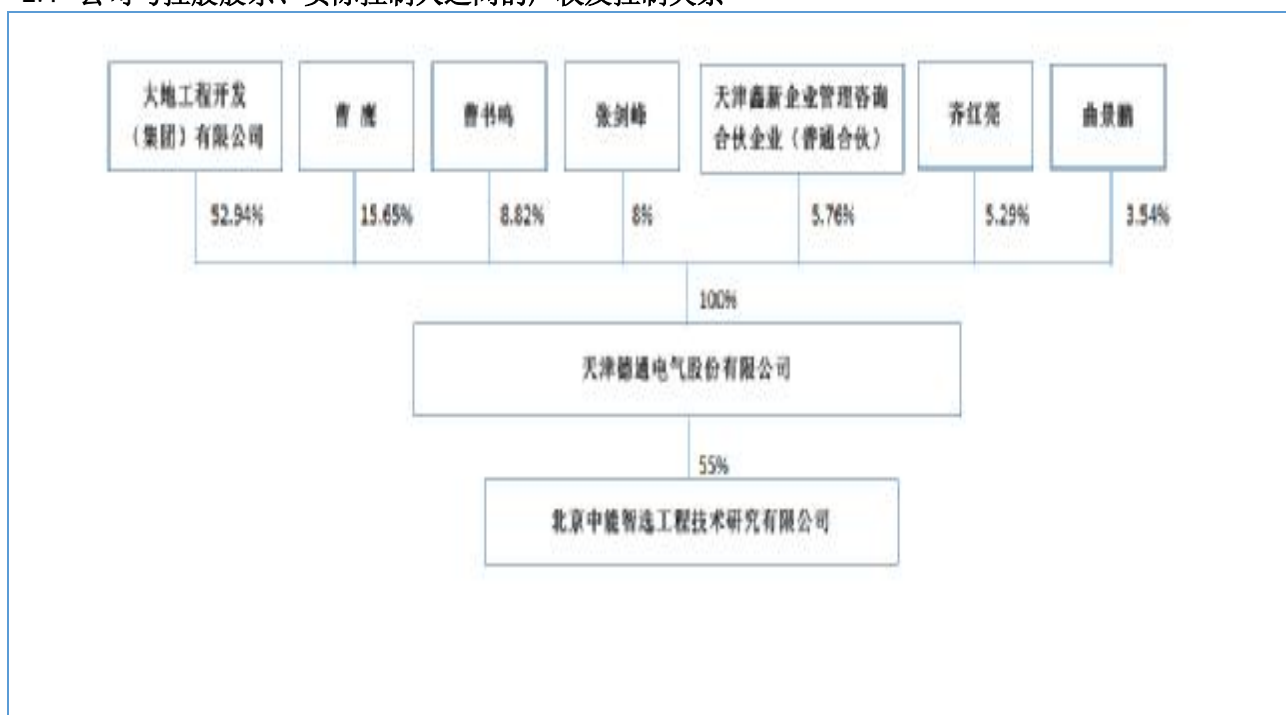 2.4 公司与控股股东、实际控制人之间的产权及控制关系
大地工程开发
（集团）有限公司
曹 鹰
曹书鸣
张剑峰
天津鑫新企业管理咨询
合伙企业（普通合伙）
齐红亮
曲景鹏
52.94%
15.65%
8.82%
8%
5.76%
5.29%
3.54%
100%
天津德通电气股份有限公司
55%
北京中能智选工程技术研究有限公司